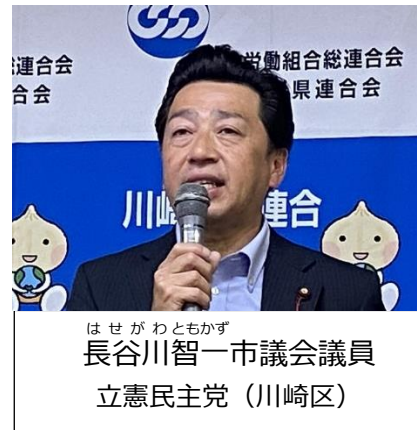 労働組合総連合会
連合会
県連合会
合会
川崎
連合
はせがわともかず
長谷川智一市議会議員
立憲民主党（川崎区）